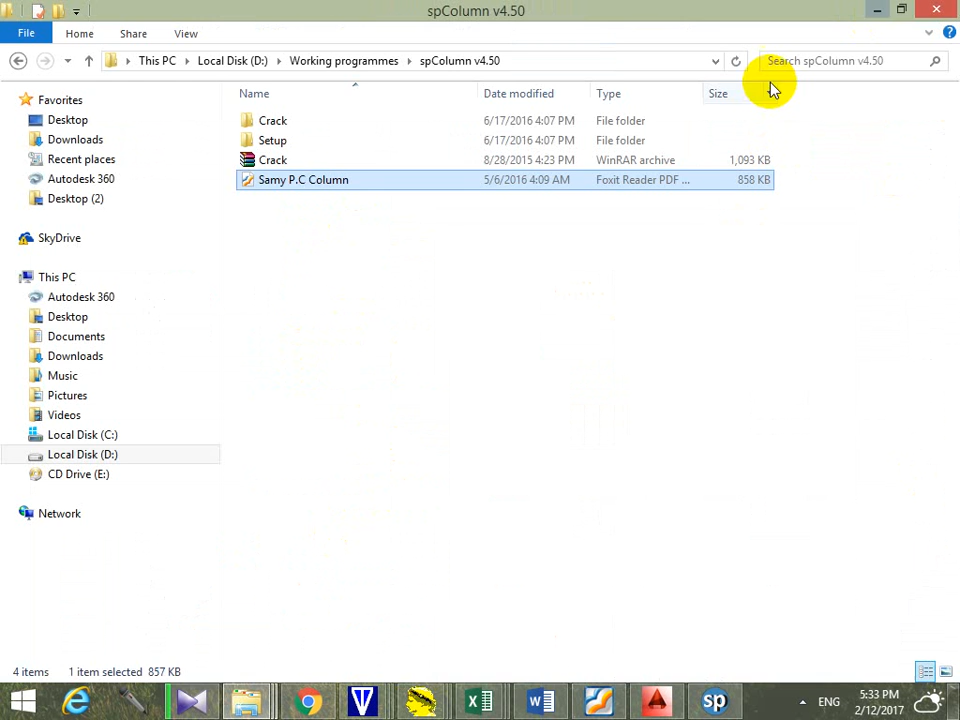 spColumn v4.50
File Home Share View
This PC Local Disk (D:) Working programmes spColumn v4.50 Search spColumn v4.50
Name Date modified Type Size
Crack 6/17/2016 4:07 PM File folder
Setup 6/17/2016 4:07 PM File folder
Crack 8/28/2015 4:23 PM WinRAR archive 1,093 KB
Samy P.C Column 5/6/2016 4:09 AM Foxit Reader PDF ... 858 KB
Favorites
Desktop
Downloads
Recent places
Autodesk 360
Desktop (2)
SkyDrive
This PC
Autodesk 360
Desktop
Documents
Downloads
Music
Pictures
Videos
Local Disk (C:)
Local Disk (D:)
CD Drive (E:)
Network
4 items 1 item selected 857 KB
sp ENG 5:33 PM
2/12/2017